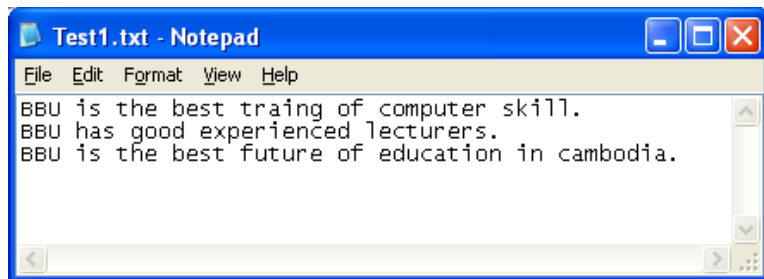 Test1.txt - Notepad
File Edit Format View Help
BBU is the best traing of computer skill.
BBU has good experienced lecturers.
BBU is the best future of education in cambodia.